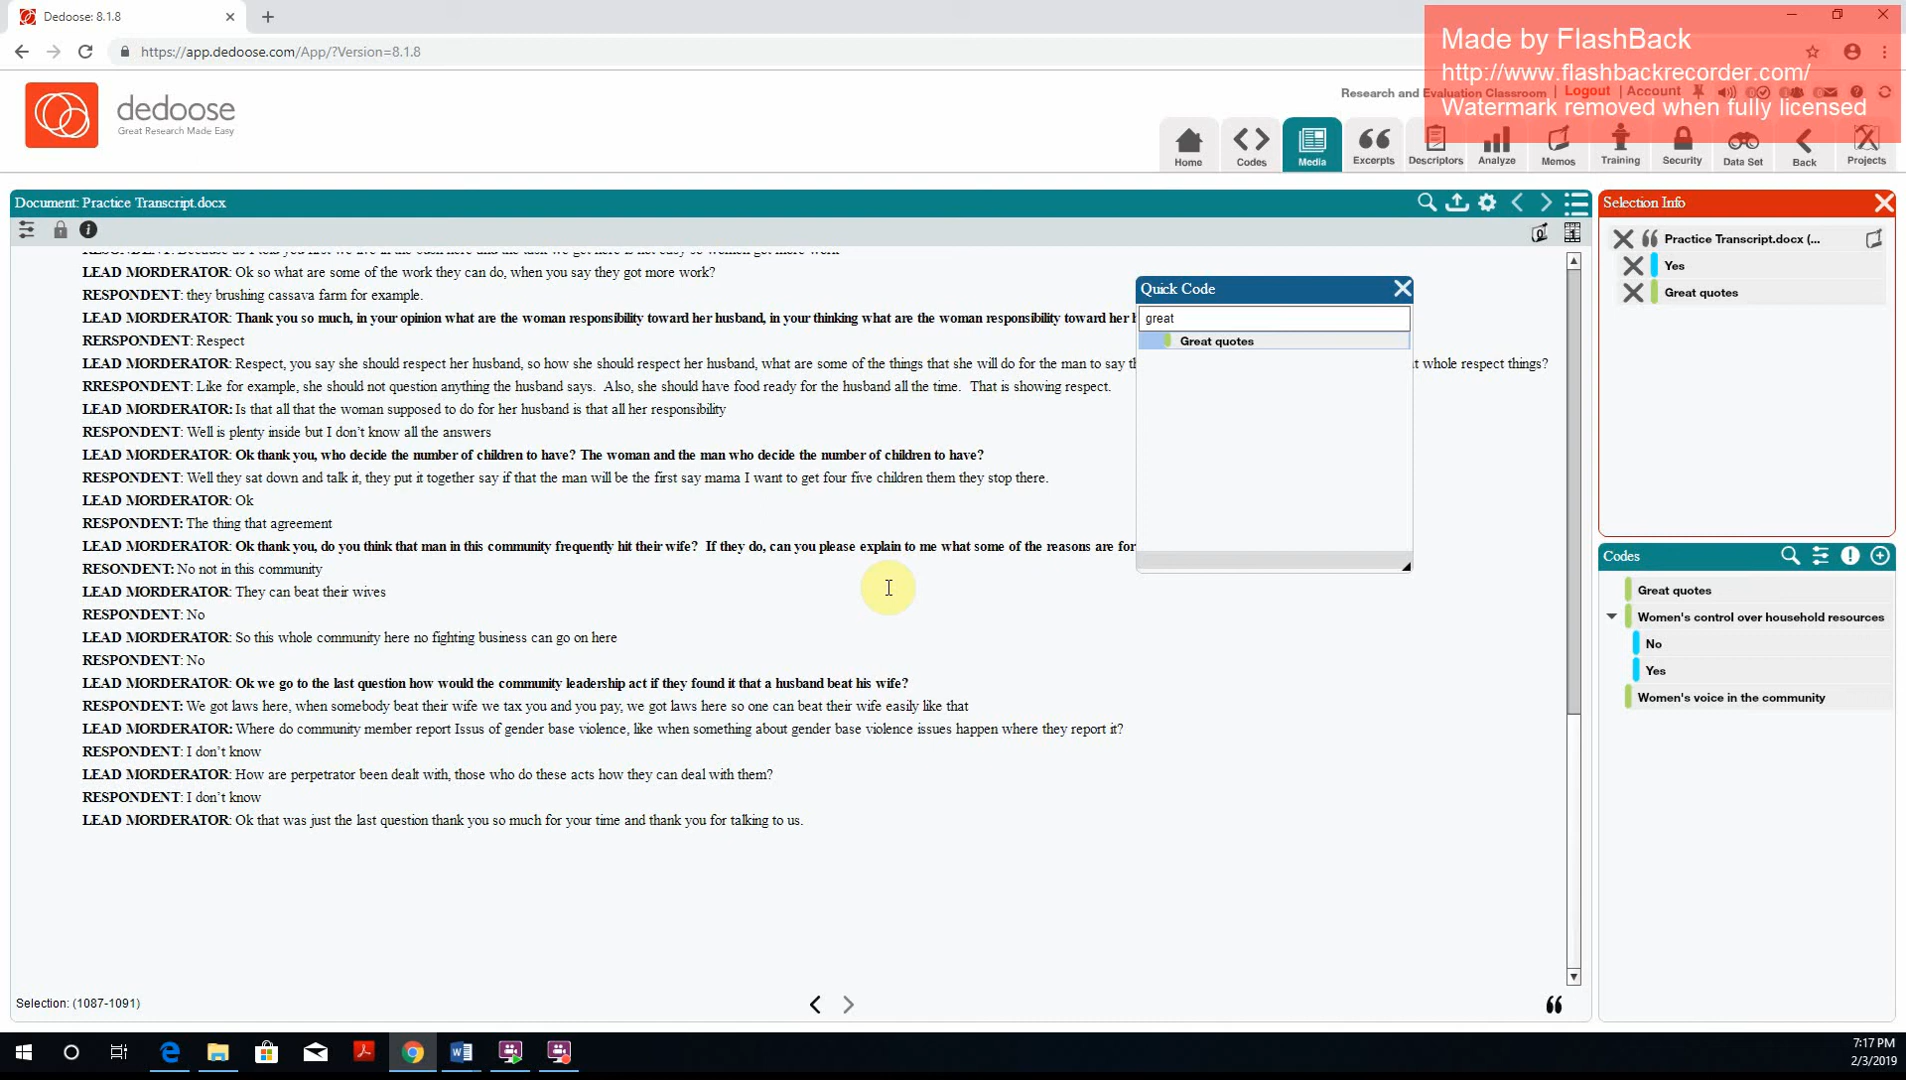 Dedoose: 8.1.8
https://app.dedoose.com/App/?Version=8.1.8
Made by FlashBack
http://www.flashbackrecorder.com/
Watermark removed when fully licensed
dedoose
Great Research Made Easy
Research and Evaluation Classroom | Logout | Account
Home
Codes
Media
Excerpts
Descriptors
Analyze
Memos
Training
Security
Data Set
Back
Projects
Document: Practice Transcript.docx
LEAD MORDERATOR: Ok so what are some of the work they can do, when you say they got more work?
RESPONDENT: they brushing cassava farm for example.
LEAD MORDERATOR: Thank you so much, in your opinion what are the woman responsibility toward her husband, in your thinking what are the woman responsibility toward her h
RERSPONDENT: Respect
LEAD MORDERATOR: Respect, you say she should respect her husband, so how she should respect her husband, what are some of the things that she will do for the man to say th t whole respect things?
RRESPONDENT: Like for example, she should not question anything the husband says.  Also, she should have food ready for the husband all the time.  That is showing respect.
LEAD MORDERATOR: Is that all that the woman supposed to do for her husband is that all her responsibility
RESPONDENT: Well is plenty inside but I don't know all the answers
LEAD MORDERATOR: Ok thank you, who decide the number of children to have? The woman and the man who decide the number of children to have?
RESPONDENT: Well they sat down and talk it, they put it together say if that the man will be the first say mama I want to get four five children them they stop there.
LEAD MORDERATOR: Ok
RESPONDENT: The thing that agreement
LEAD MORDERATOR: Ok thank you, do you think that man in this community frequently hit their wife?  If they do, can you please explain to me what some of the reasons are for
RESONDENT: No not in this community
LEAD MORDERATOR: They can beat their wives
RESPONDENT: No
LEAD MORDERATOR: So this whole community here no fighting business can go on here
RESPONDENT: No
LEAD MORDERATOR: Ok we go to the last question how would the community leadership act if they found it that a husband beat his wife?
RESPONDENT: We got laws here, when somebody beat their wife we tax you and you pay, we got laws here so one can beat their wife easily like that
LEAD MORDERATOR: Where do community member report Issus of gender base violence, like when something about gender base violence issues happen where they report it?
RESPONDENT: I don't know
LEAD MORDERATOR: How are perpetrator been dealt with, those who do these acts how they can deal with them?
RESPONDENT: I don't know
LEAD MORDERATOR: Ok that was just the last question thank you so much for your time and thank you for talking to us.
Quick Code
great
Great quotes
Selection Info
Practice Transcript.docx (...
Yes
Great quotes
Codes
Great quotes
Women's control over household resources
No
Yes
Women's voice in the community
Selection: (1087-1091)
7:17 PM
2/3/2019